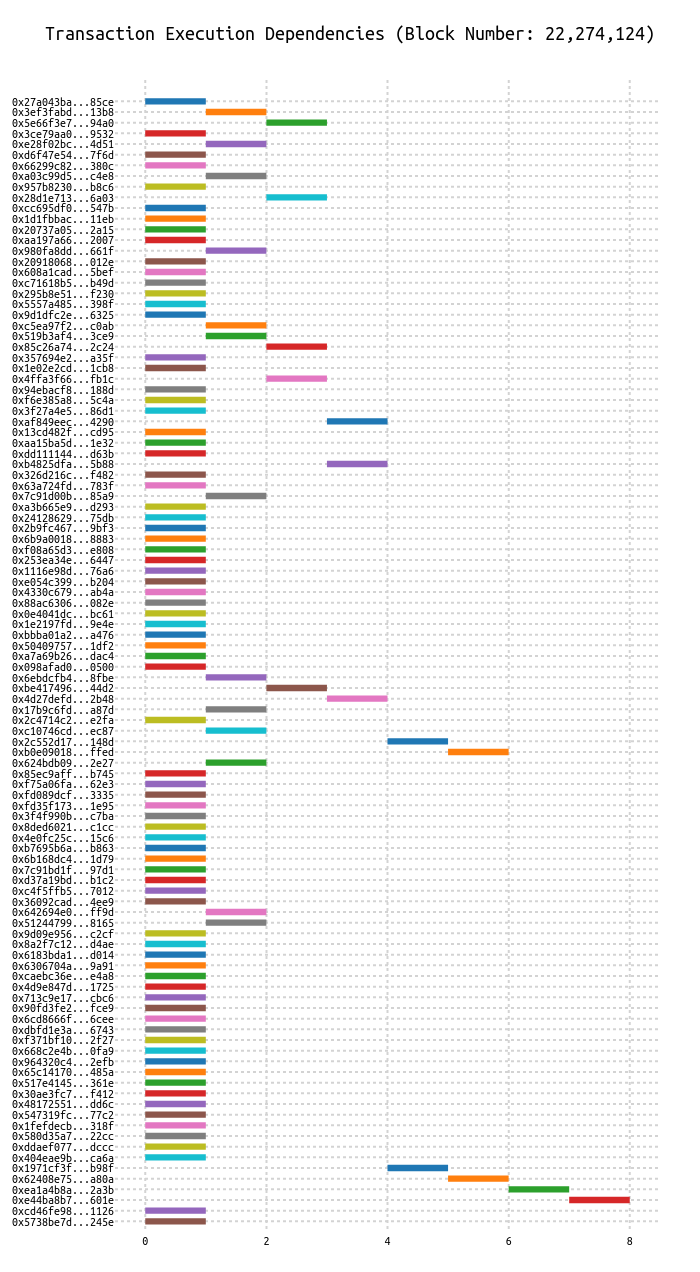 Transaction Execution Dependencies (Block Number: 22,274,124)
0x27a043ba...85ce
0x3ef3fabd...13b8
0x5e66f3e7...94a0
0x3ce79aa0...9532
0xe28f02bc...4d51
0xd6f47e54...7f6d
0x66299c82...380c
0xa03c99d5...c4e8
0x957b8230...b8c6
0x28d1e713...6a03
0xcc695df0...547b
0x1d1fbbac...11eb
0x20737a05...2a15
0xaa197a66...2007
0x980fa8dd...661f
0x20918068...012e
0x608a1cad...5bef
0xc71618b5...b49d
0x295b8e51...f230
0x5557a485...398f
0x9d1dfc2e...6325
0xc5ea97f2...c0ab
0x519b3af4...3ce9
0x85c26a74...2c24
0x357694e2...a35f
0x1e02e2cd...1cb8
0x4ffa3f66...fb1c
0x94ebacf8...188d
0xf6e385a8...5c4a
0x3f27a4e5...86d1
0xaf849eec...4290
0x13cd482f...cd95
0xaa15ba5d...1e32
0xdd111144...d63b
0xb4825dfa...5b88
0x326d216c...f482
0x63a724fd...783f
0x7c91d00b...85a9
0xa3b665e9...d293
0x24128629...75db
0x2b9fc467...9bf3
0x6b9a0018...8883
0xf08a65d3...e808
0x253ea34e...6447
0x1116e98d...76a6
0xe054c399...b204
0x4330c679...ab4a
0x88ac6306...082e
0x0e4041dc...bc61
0x1e2197fd...9e4e
0xbbba01a2...a476
0x50409757...1df2
0xa7a69b26...dac4
0x098afad0...0500
0x6ebdcfb4...8fbe
0xbe417496...44d2
0x4d27defd...2b48
0x17b9c6fd...a87d
0x2c4714c2...e2fa
0xc10746cd...ec87
0x2c552d17...148d
0xb0e09018...ffed
0x624bdb09...2e27
0x85ec9aff...b745
0xf75a06fa...62e3
0xfd089dcf...3335
0xfd35f173...1e95
0x3f4f990b...c7ba
0x8ded6021...c1cc
0x4e0fc25c...15c6
0xb7695b6a...b863
0x6b168dc4...1d79
0x7c91bd1f...97d1
0xd37a19bd...b1c2
0xc4f5ffb5...7012
0x36092cad...4ee9
0x642694e0...ff9d
0x51244799...8165
0x9d09e956...c2cf
0x8a2f7c12...d4ae
0x6183bda1...d014
0x6306704a...9a91
0xcaebc36e...e4a8
0x4d9e847d...1725
0x713c9e17...cbc6
0x90fd3fe2...fce9
0x6cd8666f...6cee
0xdbfd1e3a...6743
0xf371bf10...2f27
0x668c2e4b...0fa9
0x964320c4...2efb
0x65c14170...485a
0x517e4145...361e
0x30ae3fc7...f412
0x48172551...dd6c
0x547319fc...77c2
0x1fefdecb...318f
0x580d35a7...22cc
0xddaef077...dccc
0x404eae9b...ca6a
0x1971cf3f...b98f
0x62408e75...a80a
0xea1a4b8a...2a3b
0xe44ba8b7...601e
0xcd46fe98...1126
0x5738be7d...245e
0 2 4 6 8